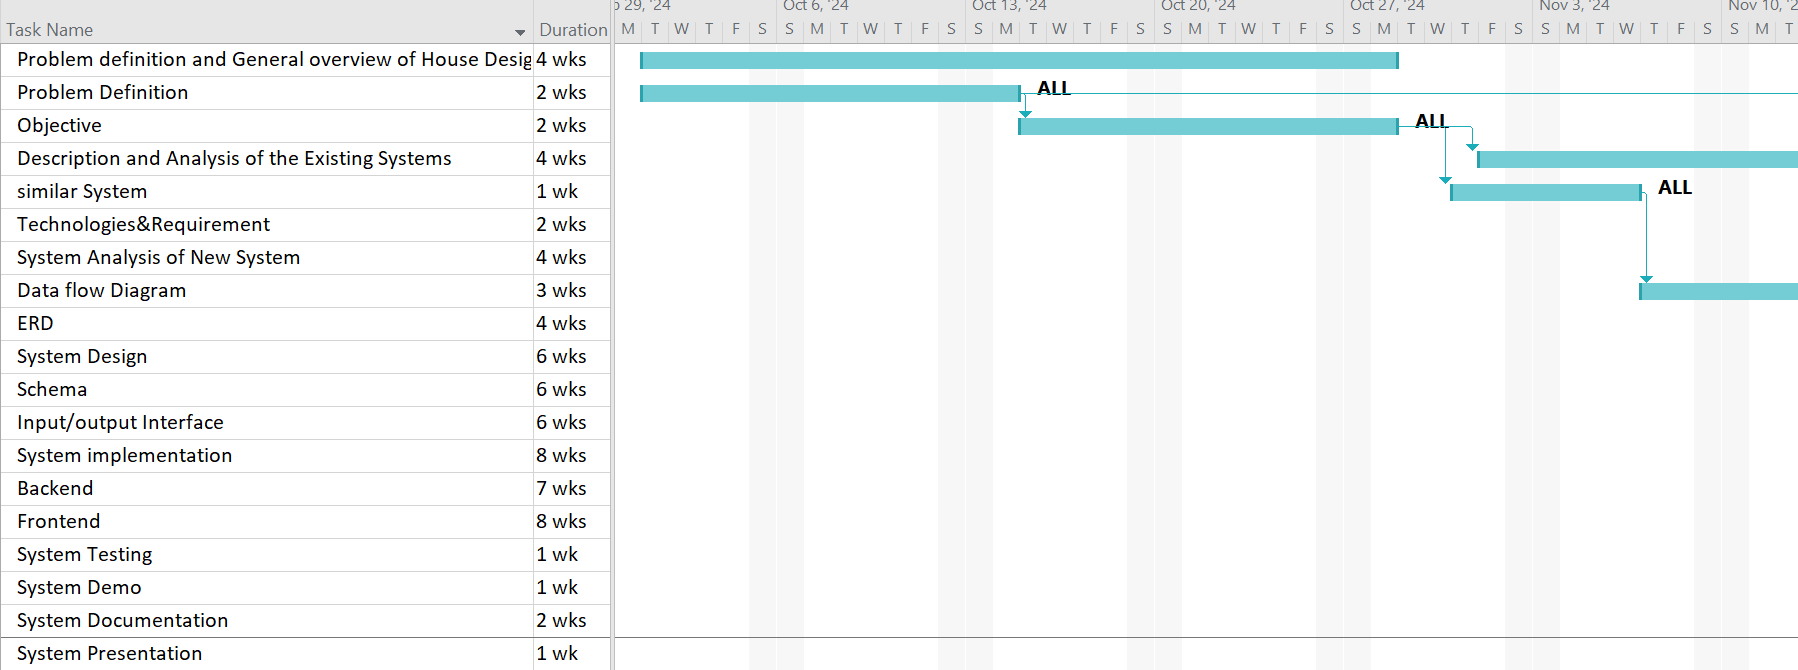 29, '24 Oct 6, '24 Oct 13, '24 Oct 20, '24 Oct 27, '24 Nov 3, '24 Nov 10,
Task Name Duration M T W T F S S M T W T F S S M T W T F S S M T W T F S S M T W T F S S M T W T F S S M T
Problem definition and General overview of House Desig 4 wks
Problem Definition 2 wks ALL
Objective 2 wks ALL
Description and Analysis of the Existing Systems 4 wks
similar System 1 wk ALL
Technologies&Requirement 2 wks
System Analysis of New System 4 wks
Data flow Diagram 3 wks
ERD 4 wks
System Design 6 wks
Schema 6 wks
Input/output Interface 6 wks
System implementation 8 wks
Backend 7 wks
Frontend 8 wks
System Testing 1 wk
System Demo 1 wk
System Documentation 2 wks
System Presentation 1 wk